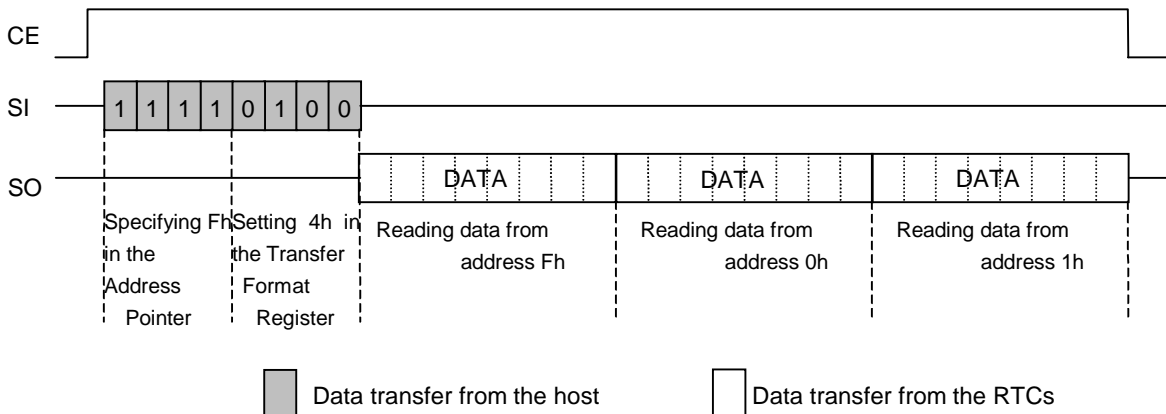 CE
SI
1 1 1 1 0 1 0 0
SO
DATA
DATA
DATA
Specifying Fh
in the
Address
Pointer
Setting 4h in
the Transfer
Format
Register
Reading data from
address Fh
Reading data from
address 0h
Reading data from
address 1h
Data transfer from the host
Data transfer from the RTCs